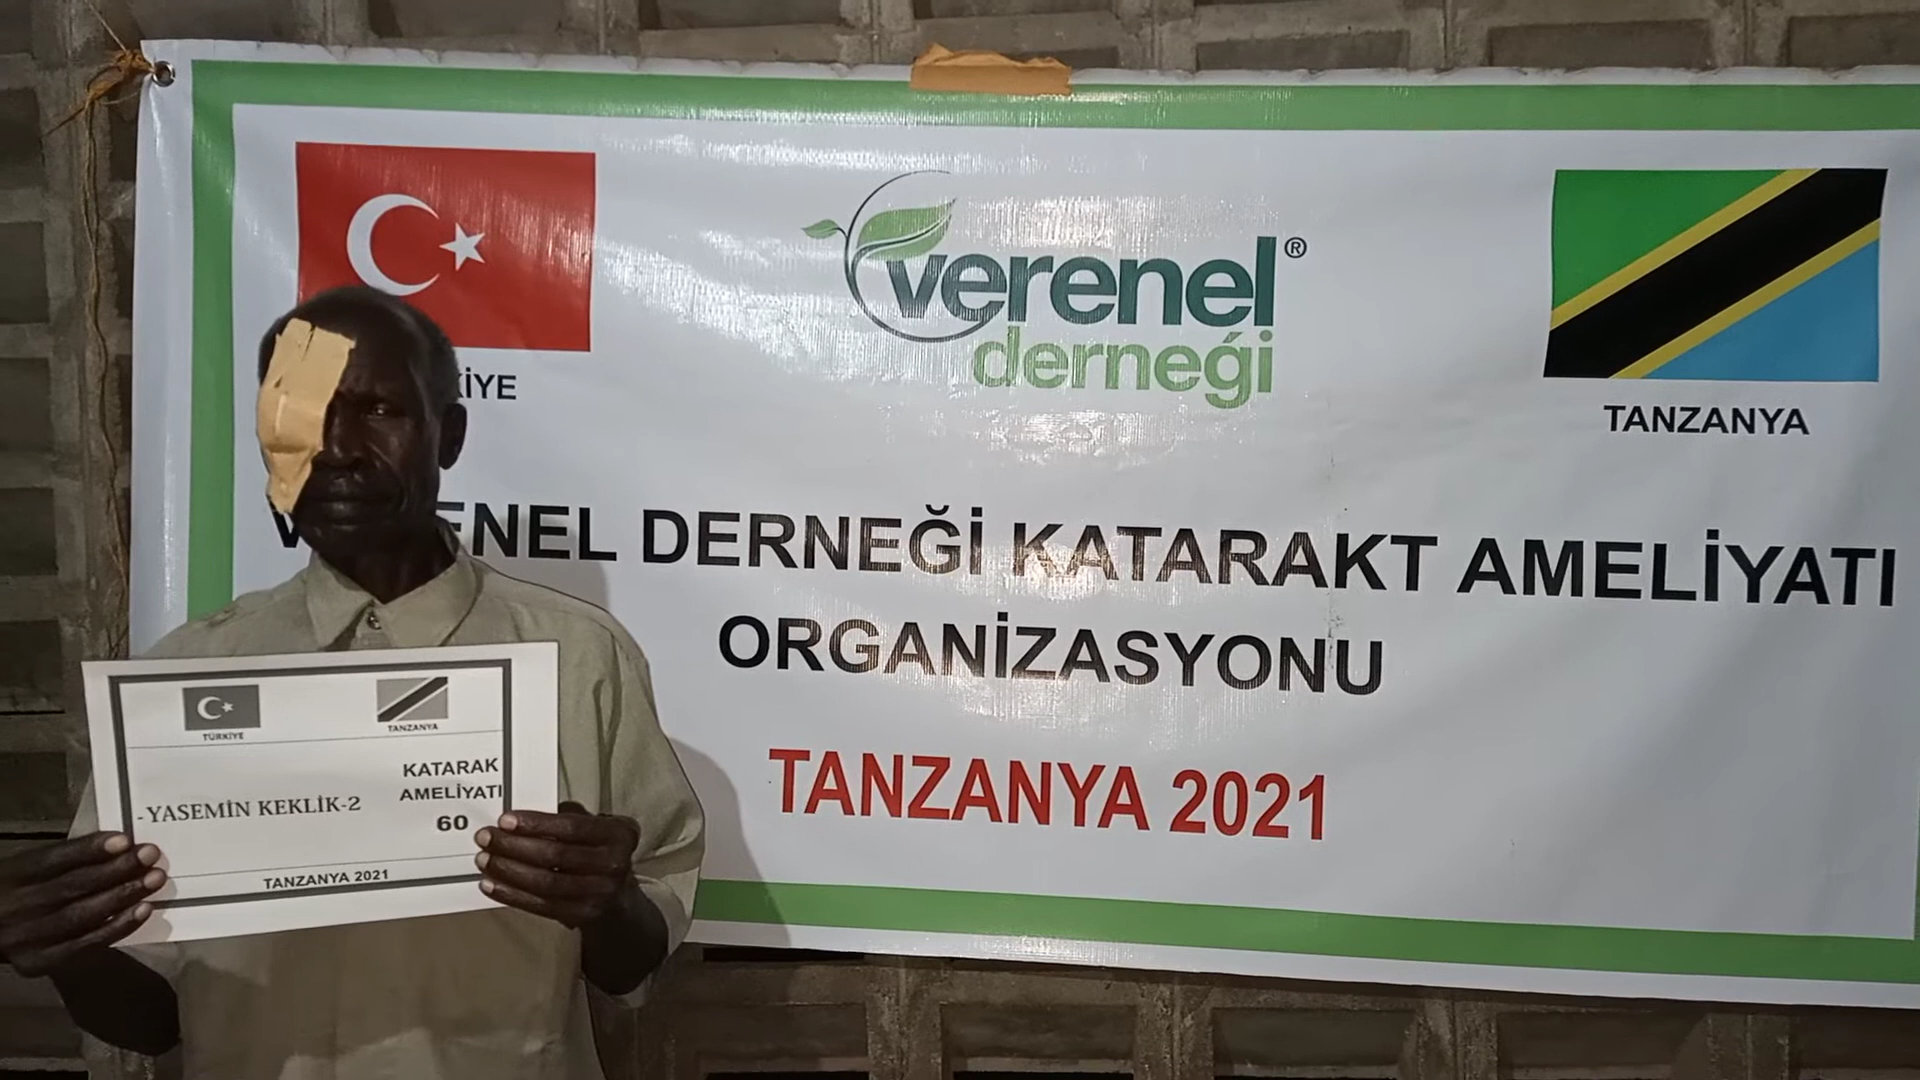 verenel®
derneği
KİYE
TANZANYA
ENEL DERNEĞİ KATARAKT AMELİYATI
ORGANİZASYONU
TANZANYA 2021
TÜRKİYE
TANZANYA
KATARAK
AMELİYATI
-YASEMİN KEKLİK-2
60
TANZANYA 2021